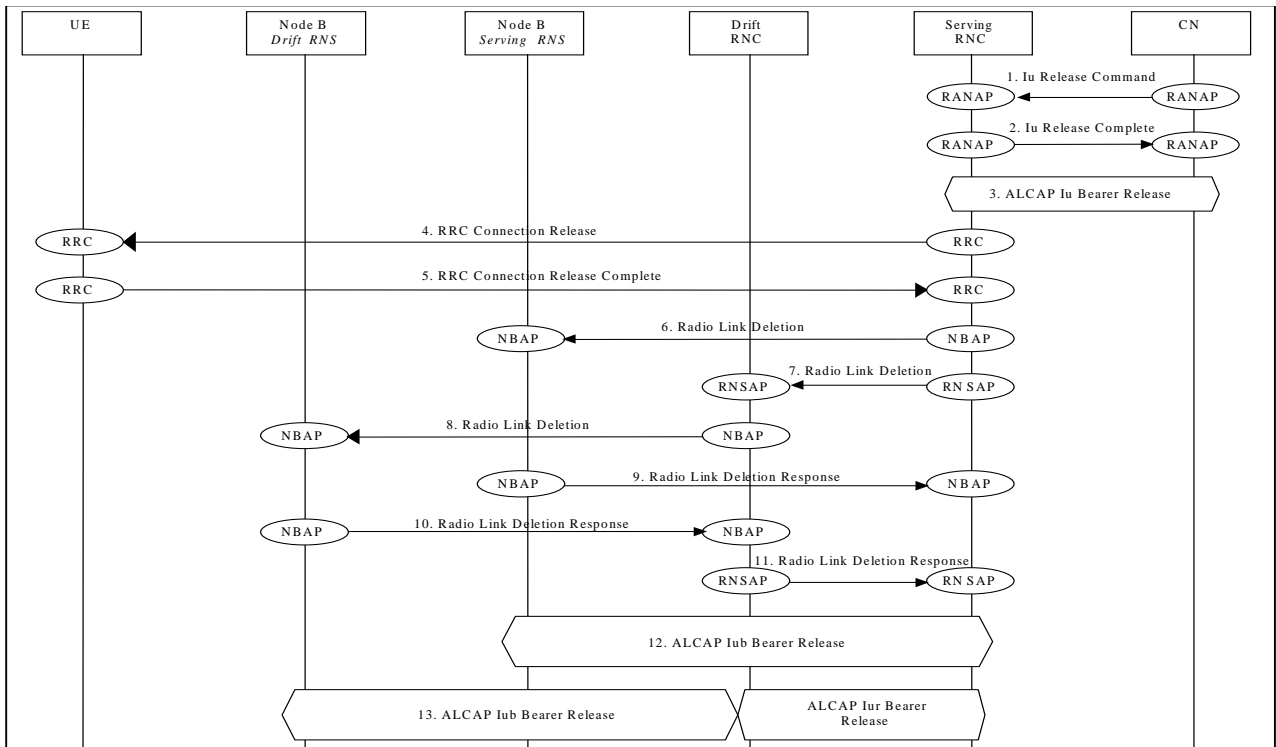 UE
Node B
Drift RNS
Node B
Serving RNS
Drift
RNC
Serving
RNC
CN
1. Iu Release Command
RANAP
RANAP
2. Iu Release Complete
RANAP
RANAP
3. ALCAP Iu Bearer Release
4. RRC Connection Release
RRC
RRC
5. RRC Connection Release Complete
RRC
RRC
6. Radio Link Deletion
NBAP
NBAP
7. Radio Link Deletion
RNSAP
RNSAP
8. Radio Link Deletion
NBAP
NBAP
9. Radio Link Deletion Response
NBAP
NBAP
10. Radio Link Deletion Response
NBAP
NBAP
11. Radio Link Deletion Response
RNSAP
RNSAP
12. ALCAP Iub Bearer Release
13. ALCAP Iub Bearer Release
ALCAP Iur Bearer
Release